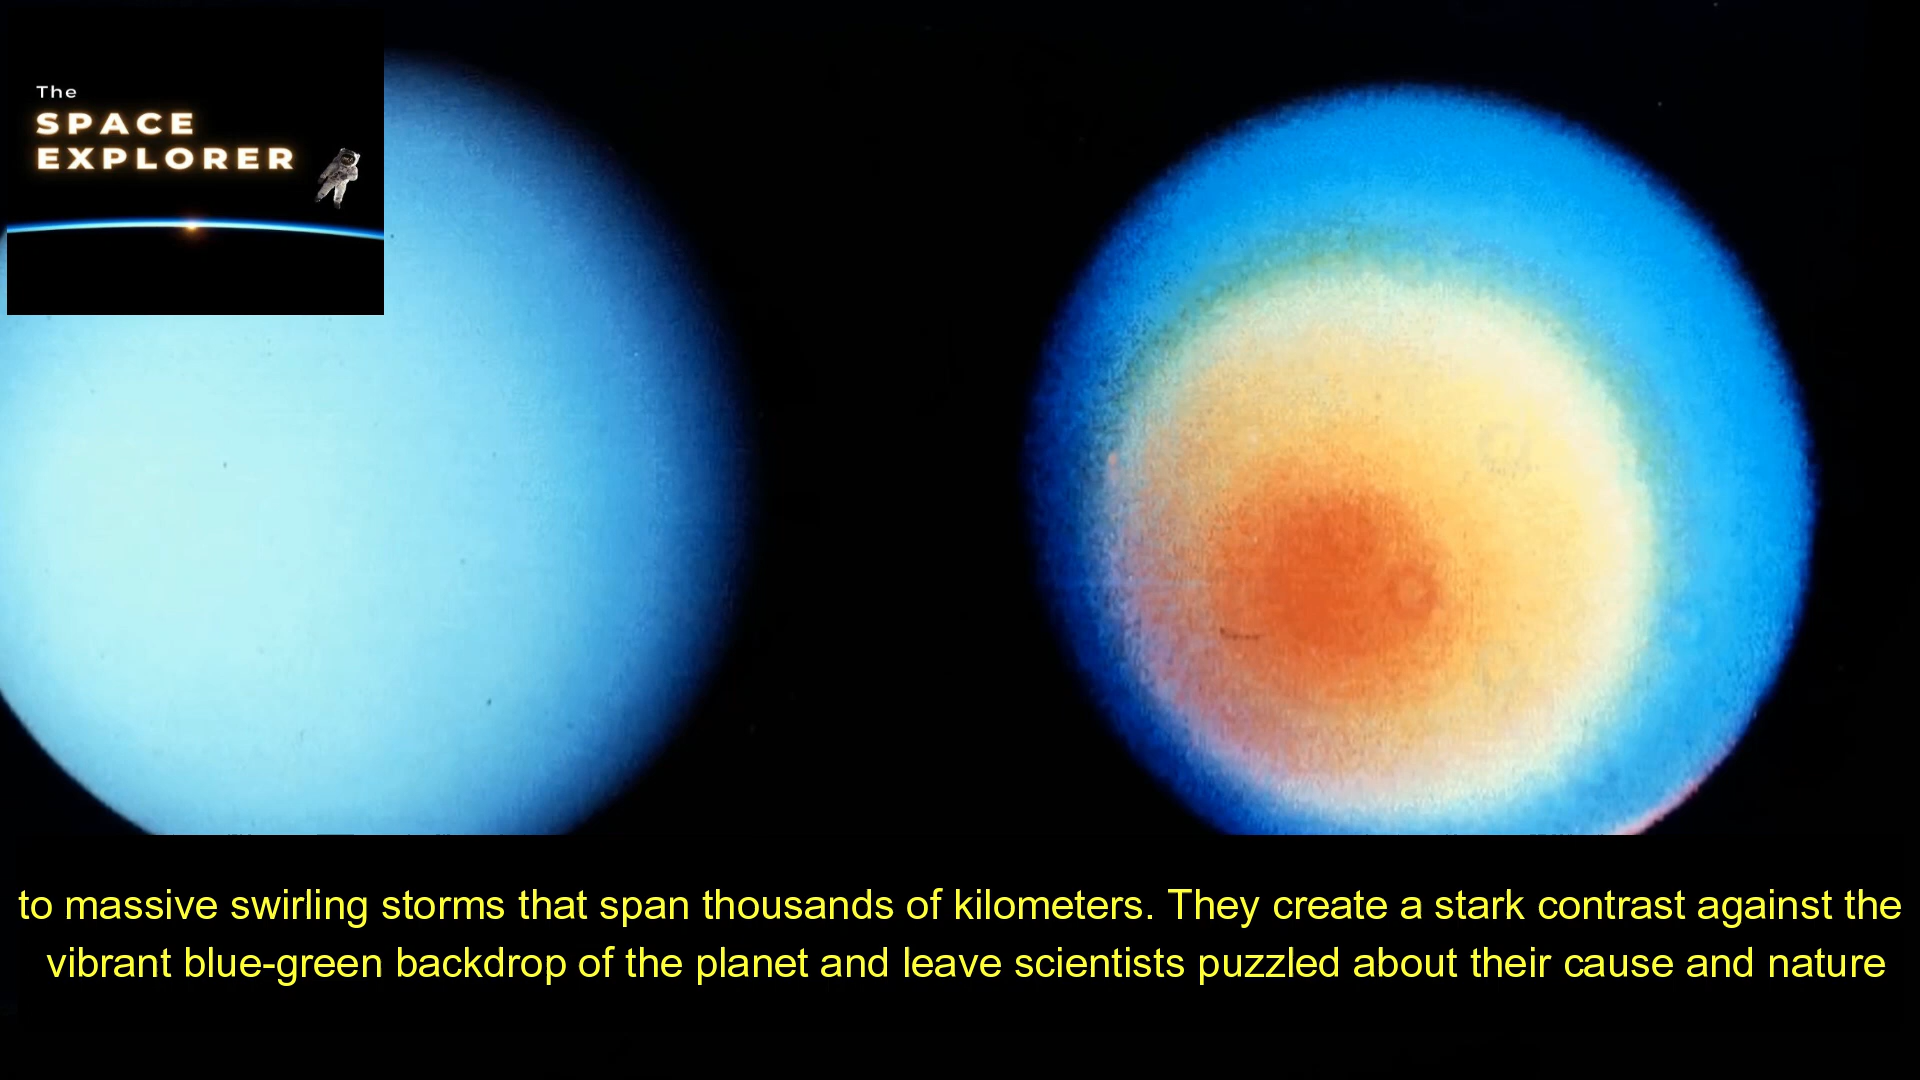 The
SPACE
EXPLORER
to massive swirling storms that span thousands of kilometers. They create a stark contrast against the
vibrant blue-green backdrop of the planet and leave scientists puzzled about their cause and nature